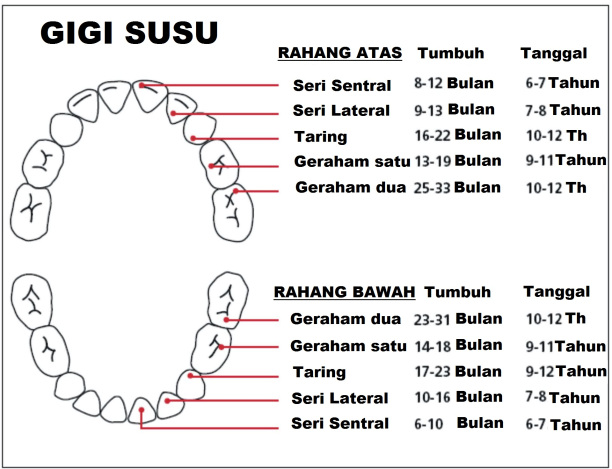 GIGI SUSU
RAHANG ATAS Tumbuh Tanggal
Seri Sentral 8-12 Bulan 6-7 Tahun
Seri Lateral 9-13 Bulan 7-8 Tahun
Taring 16-22 Bulan 10-12 Th
Geraham satu 13-19 Bulan 9-11 Tahun
Geraham dua 25-33 Bulan 10-12 Th
RAHANG BAWAH Tumbuh Tanggal
Geraham dua 23-31 Bulan 10-12 Th
Geraham satu 14-18 Bulan 9-11 Tahun
Taring 17-23 Bulan 9-12 Tahun
Seri Lateral 10-16 Bulan 7-8 Tahun
Seri Sentral 6-10 Bulan 6-7 Tahun